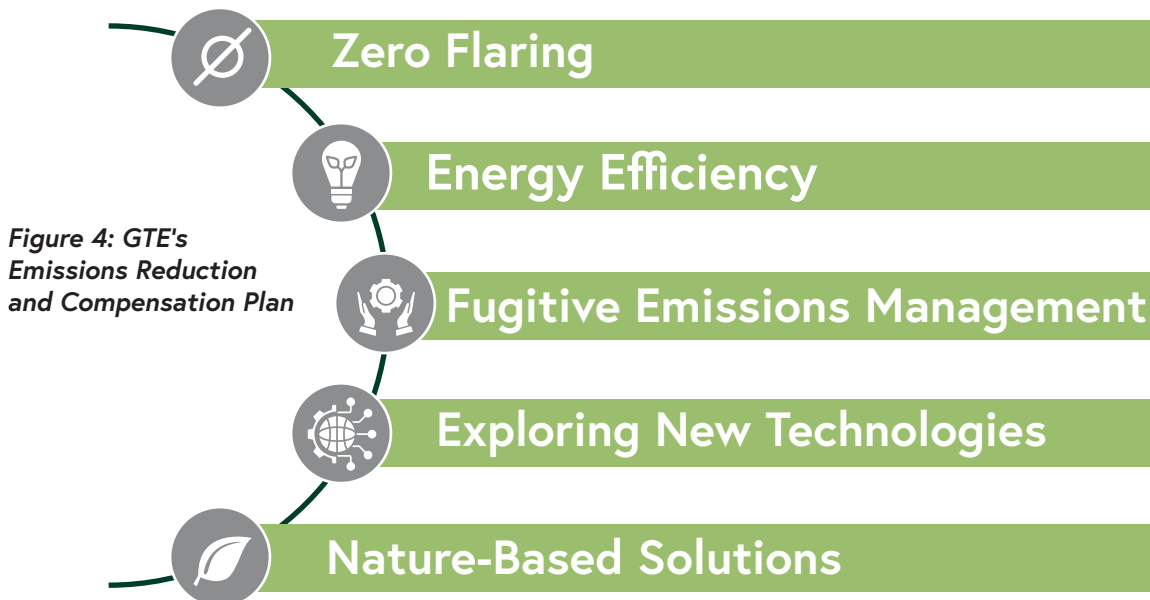 Zero Flaring
Energy Efficiency
Figure 4: GTE's
Emissions Reduction
and Compensation Plan
Fugitive Emissions Management
Exploring New Technologies
Nature-Based Solutions